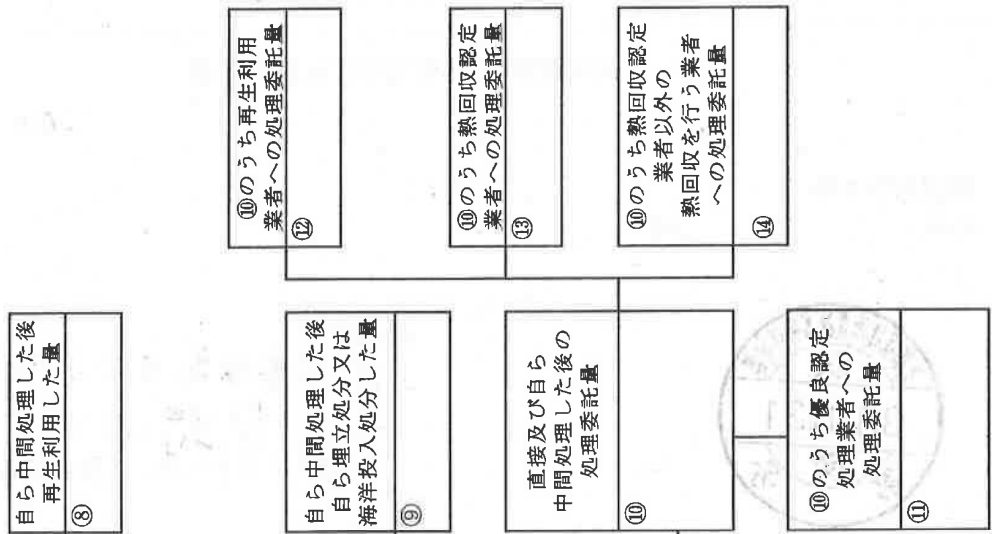 自ら中間処理した後
再生利用した量
⑧
自ら中間処理した後
自ら埋立処分又は
海洋投入処分した量
⑨
直接及び自ら
中間処理した後の
処理委託量
⑩
⑩のうち優良認定
処理業者への
処理委託量
⑪
⑩のうち再生利用
業者への処理委託量
⑫
⑩のうち熱回収認定
業者への処理委託量
⑬
⑩のうち熱回収認定
業者以外の
熱回収を行う業者
への処理委託量
⑭